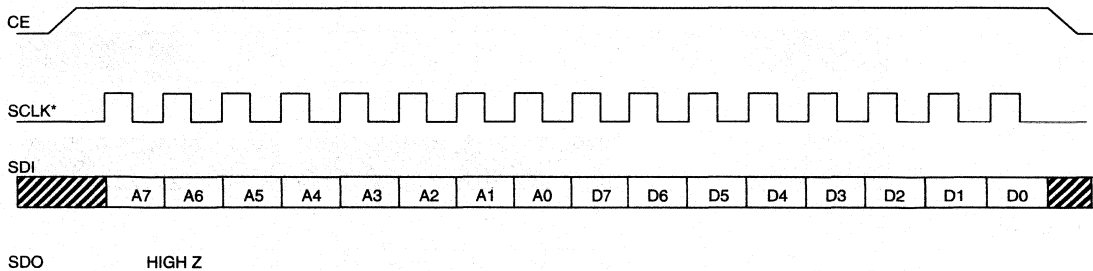 CE
SCLK*
SDI
A7 A6 A5 A4 A3 A2 A1 A0 D7 D6 D5 D4 D3 D2 D1 D0
SDO HIGH Z